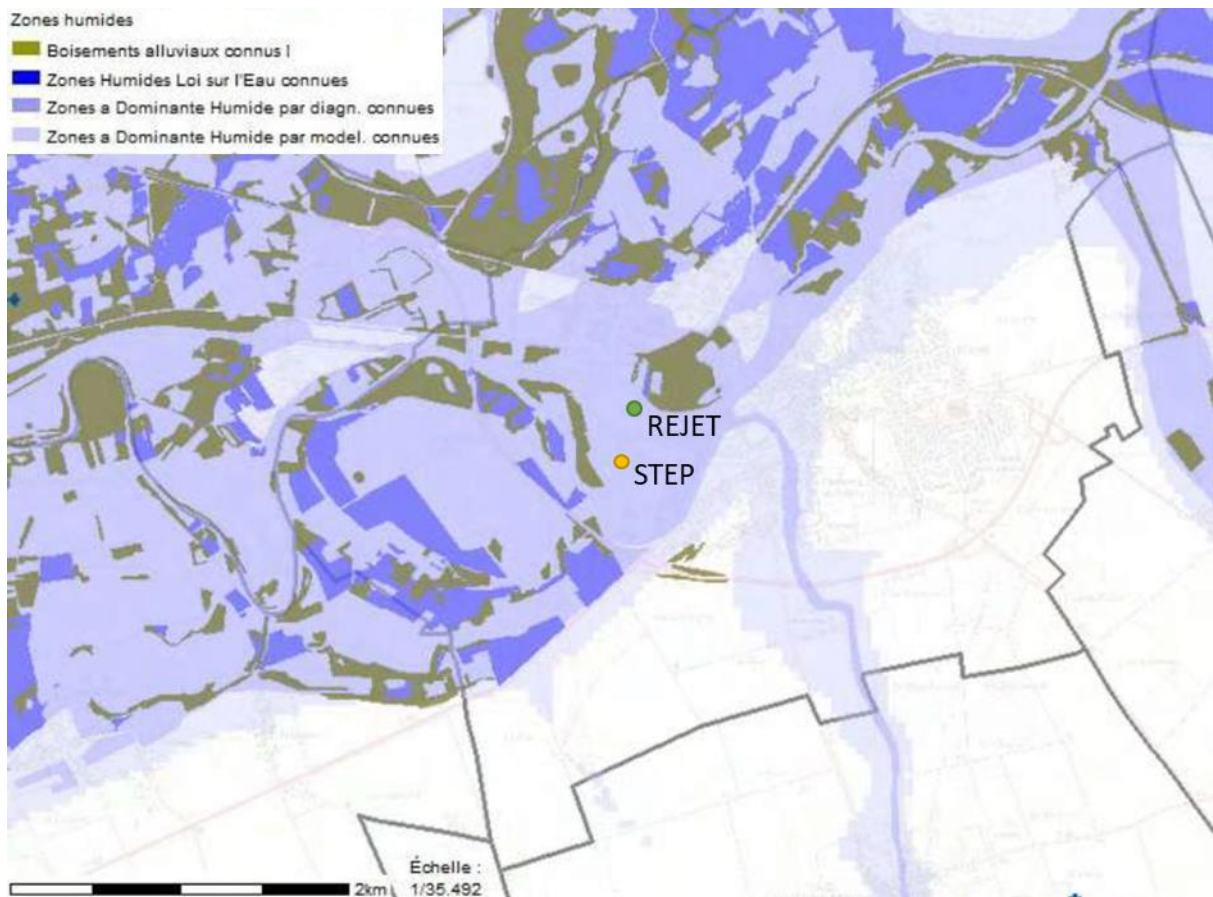 Zones humides
Boisements alluviaux connus !
Zones Humides Loi sur l'Eau connues
Zones a Dominante Humide par diagn. connues
Zones a Dominante Humide par model. connues
REJET
STEP
Échelle :
2km
1/35.492